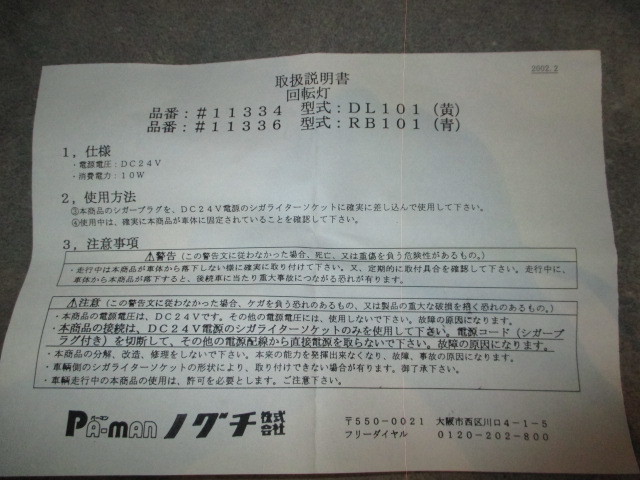 2002.2
取扱説明書
回転灯
品番：＃１１３３４　型式：ＤＬ１０１（黄）
品番：＃１１３３６　型式：ＲＢ１０１（青）
１，仕様
・電源電圧：ＤＣ２４Ｖ
・消費電力：１０Ｗ
２，使用方法
③本商品のシガープラグを、ＤＣ２４Ｖ電源のシガライターソケットに確実に差し込んで使用して下さい。
④使用中は、確実に本商品が車体に固定されていることを確認して下さい。
３，注意事項
⚠警告（この警告文に従わなかった場合、死亡、又は重傷を負う危険性があるもの。）
・走行中は本商品が車体から落下しない様に確実に取り付けて下さい。又、定期的に取付具合を確認して下さい。走行中に、
車体から本商品が落下すると、後続車に当たり重大事故につながる恐れが有ります。
⚠注意（この警告文に従わなかった場合、ケガを負う恐れのあるもの、又は製品の重大な破損を招く恐れのあるもの。）
・本商品の電源電圧は、ＤＣ２４Ｖです。その他の電源電圧には、使用しないで下さい。故障の原因になります。
・本商品の接続は、ＤＣ２４Ｖ電源のシガライターソケットのみを使用して下さい。電源コード（シガープ
ラグ付き）を切断して、その他の電源配線から直接電源を取らないで下さい。故障の原因になります。
・本商品の分解、改造、修理をしないで下さい。本来の能力を発揮出来なくなり、故障、事故の原因になります。
・車輌側のシガライターソケットの形状により、取り付けできない場合が有ります。御了承下さい。
・車輌走行中の本商品の使用は、許可を必要とします。ご注意下さい。
パーマン
PA-MAN ノグチ株式会社
〒５５０－００２１　大阪市西区川口４－１－５
フリーダイヤル　０１２０－２０２－８００